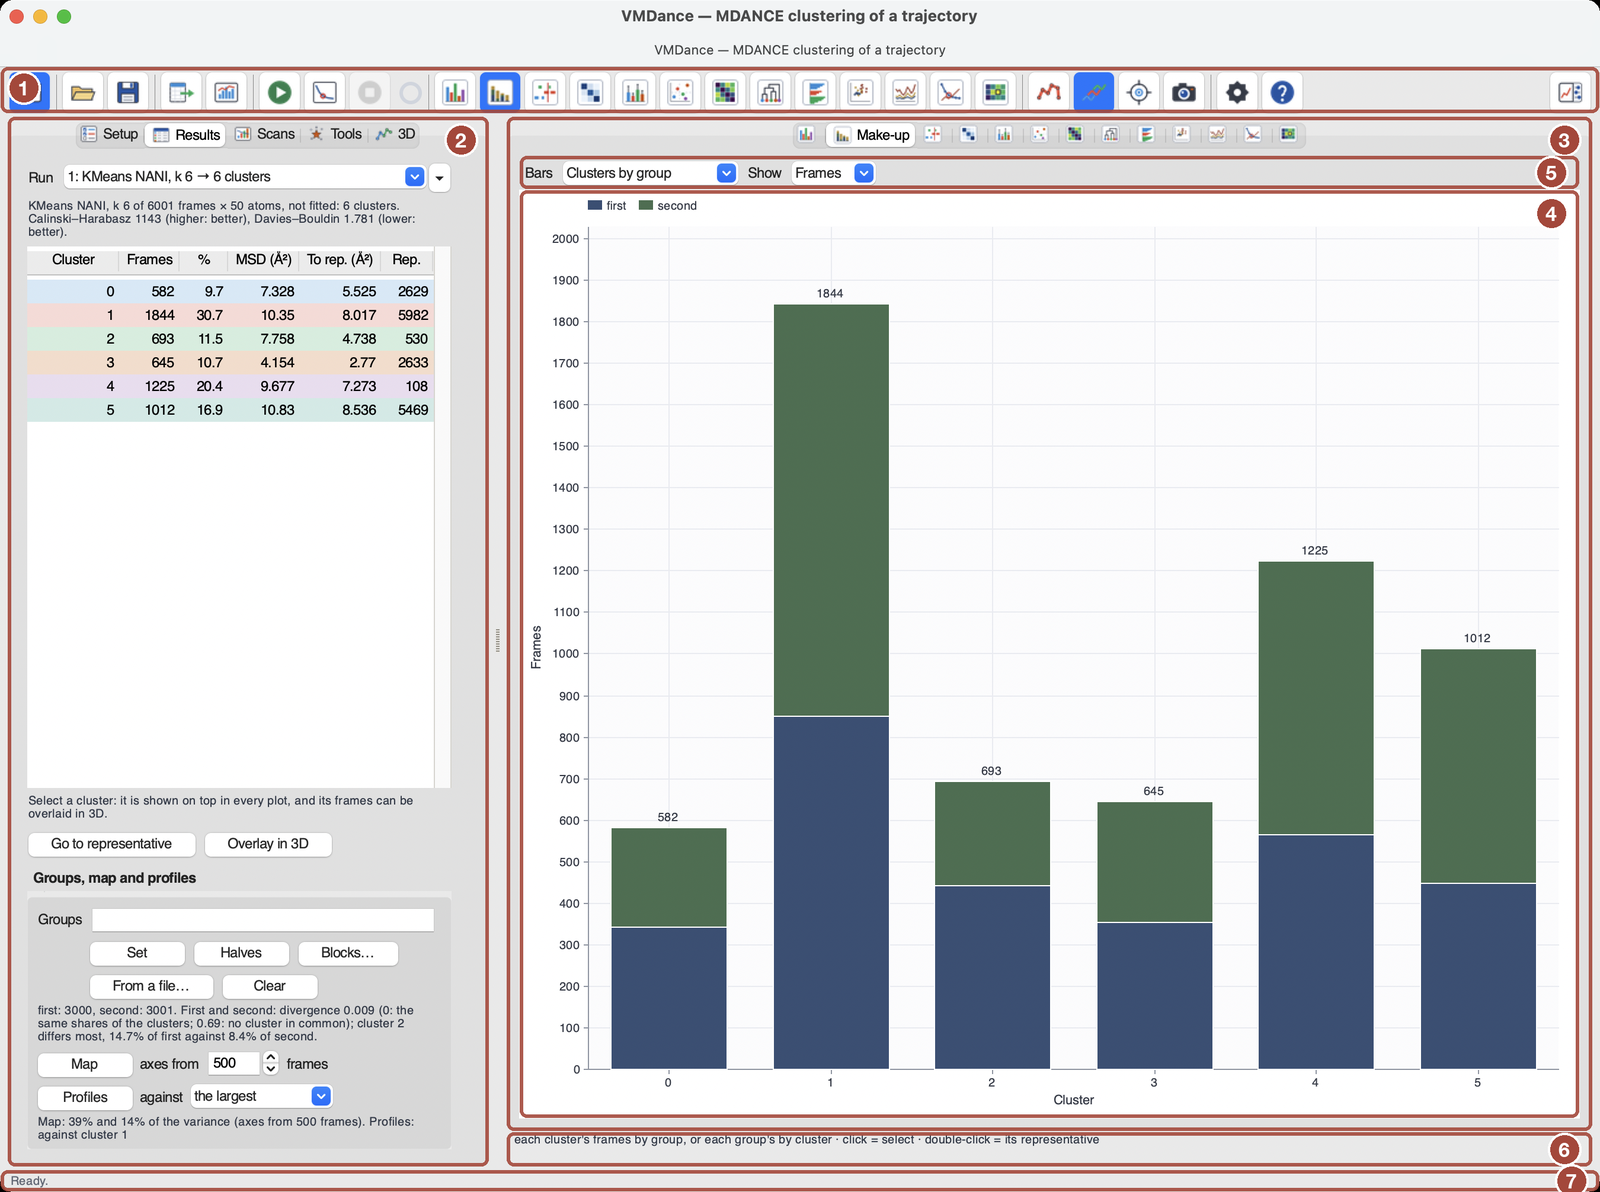 VMDance — MDANCE clustering of a trajectory
VMDance — MDANCE clustering of a trajectory
1
Setup Results Scans Tools 3D 2
Run 1: KMeans NANI, k 6 → 6 clusters
KMeans NANI, k 6 of 6001 frames × 50 atoms, not fitted: 6 clusters.
Calinski–Harabasz 1143 (higher: better), Davies–Bouldin 1.781 (lower:
better).
Cluster Frames % MSD (Å²) To rep. (Å²) Rep.
0 582 9.7 7.328 5.525 2629
1 1844 30.7 10.35 8.017 5982
2 693 11.5 7.758 4.738 530
3 645 10.7 4.154 2.77 2633
4 1225 20.4 9.677 7.273 108
5 1012 16.9 10.83 8.536 5469
Select a cluster: it is shown on top in every plot, and its frames can be
overlaid in 3D.
Go to representative Overlay in 3D
Groups, map and profiles
Groups
Set Halves Blocks...
From a file... Clear
first: 3000, second: 3001. First and second: divergence 0.009 (0: the
same shares of the clusters; 0.69: no cluster in common); cluster 2
differs most, 14.7% of first against 8.4% of second.
Map axes from 500 frames
Profiles against the largest
Map: 39% and 14% of the variance (axes from 500 frames). Profiles:
against cluster 1
Make-up 3
Bars Clusters by group Show Frames 5
first second 4
2000
1900
1800
1700
1600
1500
1400
1300
1200
1100
1000
900
800
700
600
500
400
300
200
100
0
Frames
582
1844
693
645
1225
1012
0 1 2 3 4 5
Cluster
each cluster's frames by group, or each group's by cluster · click = select · double-click = its representative
6
Ready. 7